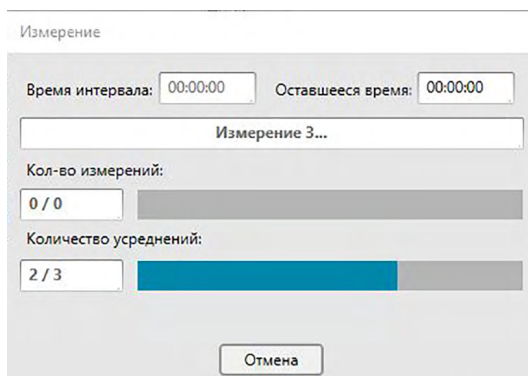 Измерение
Время интервала: 00:00:00 Оставшееся время: 00:00:00
Измерение 3...
Кол-во измерений:
0 / 0
Количество усреднений:
2 / 3
Отмена